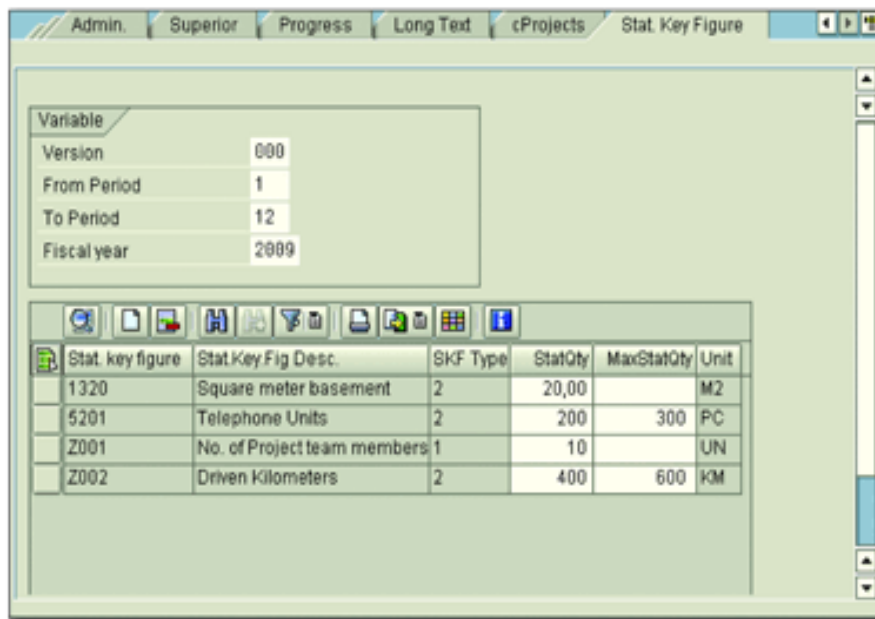 Admin. Superior Progress Long Text cProjects Stat. Key Figure
Variable
Version 000
From Period 1
To Period 12
Fiscal year 2009
Stat. key figure Stat.Key.Fig Desc. SKF Type StatQty MaxStatQty Unit
1320 Square meter basement 2 20,00 M2
5201 Telephone Units 2 200 300 PC
Z001 No. of Project team members 1 10 UN
Z002 Driven Kilometers 2 400 600 KM